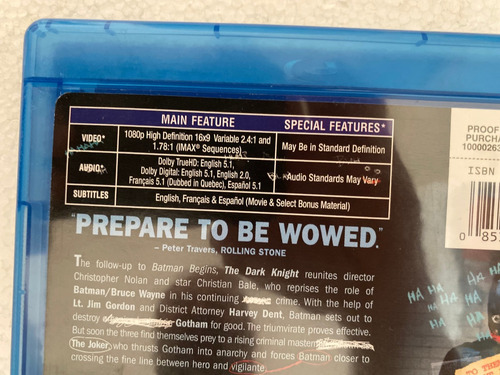 MAIN FEATURE SPECIAL FEATURES*
VIDEO* 1080p High Definition 16x9 Variable 2.4:1 and 1.78:1 (IMAX® Sequences) May Be in Standard Definition
AUDIO* Dolby TrueHD: English 5.1, Dolby Digital: English 5.1, English 2.0, Français 5.1 (Dubbed in Quebec), Español 5.1 Audio Standards May Vary
SUBTITLES English, Français & Español (Movie & Select Bonus Material)
"PREPARE TO BE WOWED."
– Peter Travers, ROLLING STONE
The follow-up to Batman Begins, The Dark Knight reunites director
Christopher Nolan and star Christian Bale, who reprises the role of
Batman/Bruce Wayne in his continuing crime. With the help of
Lt. Jim Gordon and District Attorney Harvey Dent, Batman sets out to
destroy Gotham for good. The triumvirate proves effective.
But soon the three find themselves prey to a rising criminal
The Joker who thrusts Gotham into anarchy and forces Batman closer to
crossing the fine line between hero and vigilante.
PROOF
PURCHA
10000263
ISBN
0 85
HA HA HA
HA HA
HA HA HA
TO THE